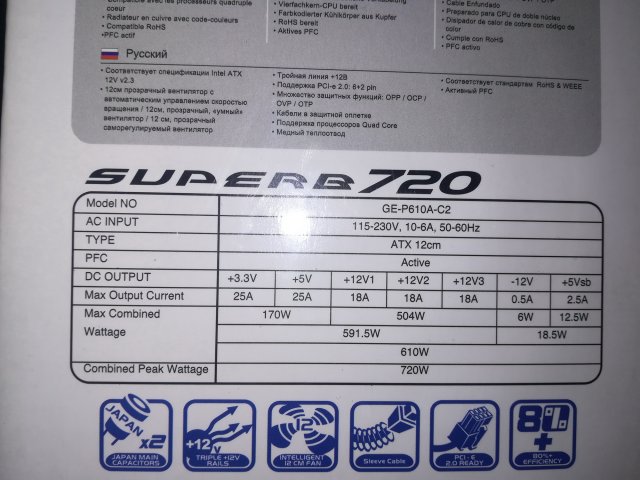 cœur
• Radiateur en cuivre avec code-couleurs
• Compatible RoHS
•PFC actif
• Vierfachkern-CPU bereit
• Farbkodierter Kühlkörper aus Kupfer
• RoHS bereit
• Aktives PFC
• Cable Enfundado
• Preparado para CPU de doble núcleo
• Disipador de calor de cobre con código de
color
• Cumple con RoHS
• PFC activo
Русский
• Соответствует спецификации Intel ATX
12V v2.3
• 12cm прозрачный вентилятор с
автоматическим управлением скоростью
вращения / 12cm, прозрачный, «умный»
вентилятор / 12 cm, прозрачный
саморегулируемый вентилятор
• Тройная линия +12В
• Поддержка PCI-e 2.0: 6+2 pin
• Множество защитных функций: OPP / OCP /
OVP / OTP
• Кабели в защитной оплетке
• Поддержка процессоров Quad Core
• Медный теплоотвод
• Соответствует стандартам RoHS & WEEE
• Активный PFC
SUPERB 720
Model NO GE-P610A-C2
AC INPUT 115-230V, 10-6A, 50-60Hz
TYPE ATX 12cm
PFC Active
DC OUTPUT +3.3V +5V +12V1 +12V2 +12V3 -12V +5Vsb
Max Output Current 25A 25A 18A 18A 18A 0.5A 2.5A
Max Combined 170W 504W 6W 12.5W
Wattage 591.5W 18.5W
610W
Combined Peak Wattage 720W
JAPAN x2
JAPAN MAIN
CAPACITORS
+12V
TRIPLE +12V
RAILS
12
INTELLIGENT
12 CM FAN
Sleeve Cable
PCI - E
2.0 READY
80+
80%+
EFFICIENCY